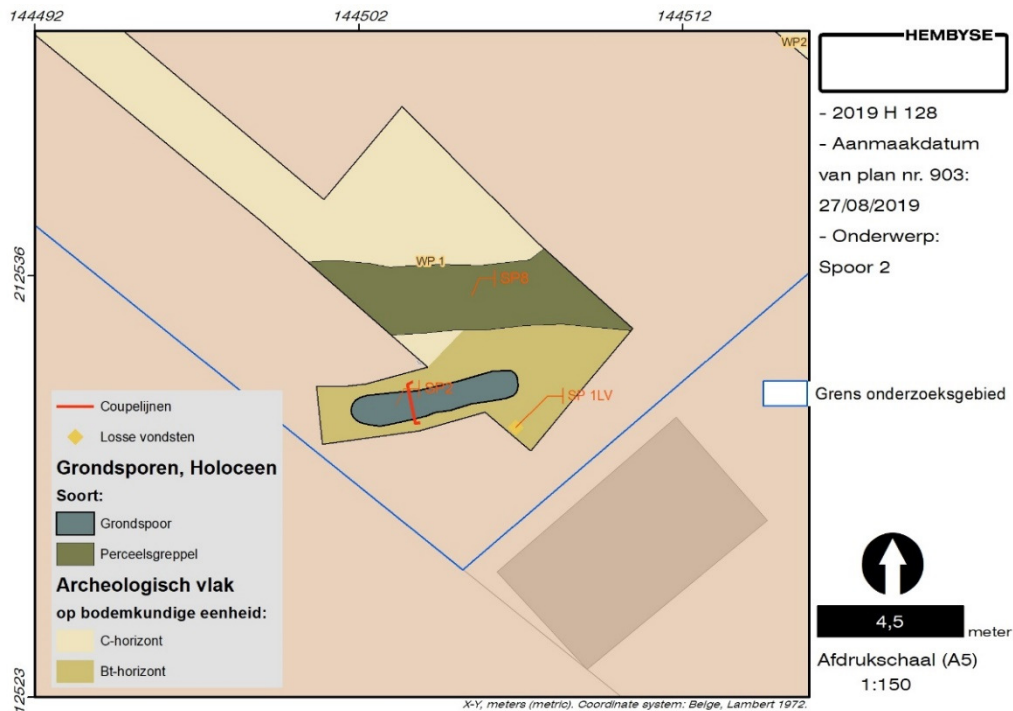 144492
144502
144512
WP2
HEMBYSE
- 2019 H 128
- Aanmaakdatum
van plan nr. 903:
27/08/2019
- Onderwerp:
Spoor 2
212536
WP 1
SP8
SP 1LV
Grens onderzoeksgebied
Coupelijnen
Losse vondsten
Grondsporen, Holoceen
Soort:
Grondspoor
Perceelsgreppel
Archeologisch vlak
op bodemkundige eenheid:
C-horizont
Bt-horizont
4,5
meter
Afdrukschaal (A5)
1:150
12523
X-Y, meters (metric). Coordinate system: Belge, Lambert 1972.